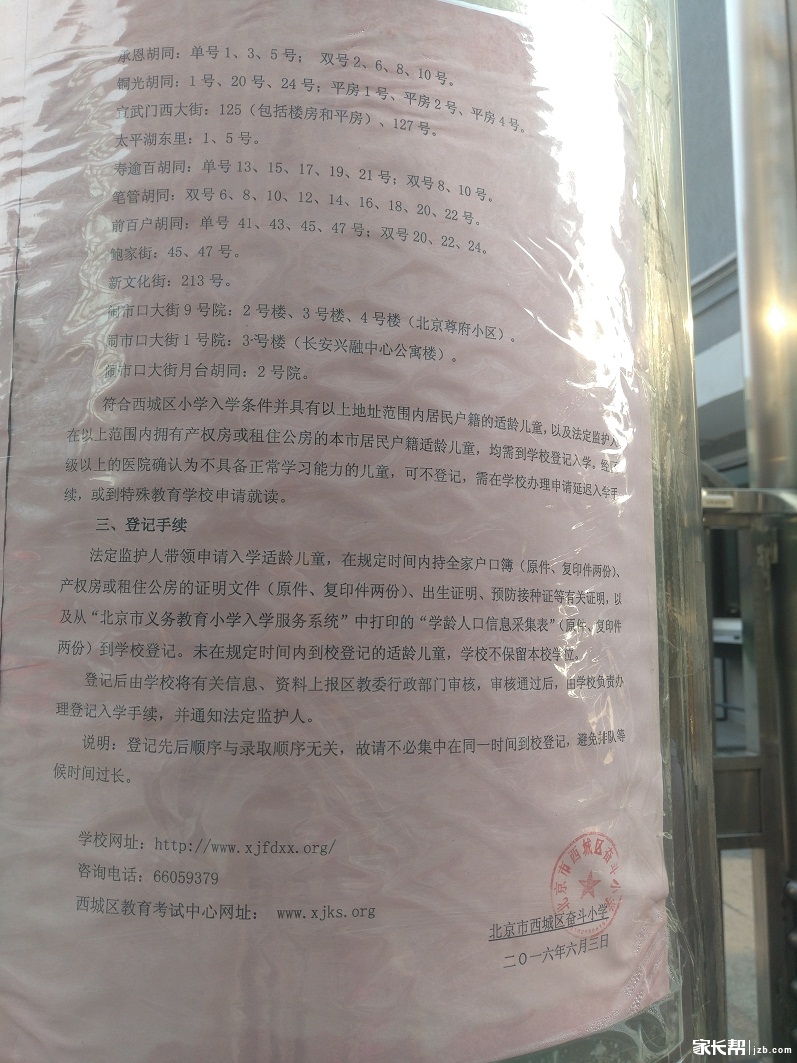 承恩胡同：单号1、3、5号； 双号2、6、8、10号。
铜光胡同：1号、20号、24号；平房1号、平房2号、平房4号。
宣武门西大街：125（包括楼房和平房）、127号。
太平湖东里：1、5号。
寿逾百胡同：单号13、15、17、19、21号；双号8、10号。
笔管胡同：双号6、8、10、12、14、16、18、20、22号。
前百户胡同：单号 41、43、45、47号；双号20、22、24。
鲍家街：45、47号。
新文化街：213号。
闹市口大街9号院：2号楼、3号楼、4号楼（北京尊府小区）。
闹市口大街1号院：3号楼（长安兴融中心公寓楼）。
闹市口大街月台胡同：2号院。
符合西城区小学入学条件并具有以上地址范围内居民户籍的适龄儿童，以及法定监护人
在以上范围内拥有产权房或租住公房的本市居民户籍适龄儿童，均需到学校登记入学。经区
级以上的医院确认为不具备正常学习能力的儿童，可不登记，需在学校办理申请延迟入学手
续，或到特殊教育学校申请就读。
三、登记手续
法定监护人带领申请入学适龄儿童，在规定时间内持全家户口簿（原件、复印件两份）、
产权房或租住公房的证明文件（原件、复印件两份）、出生证明、预防接种证等有关证明，以
及从“北京市义务教育小学入学服务系统”中打印的“学龄人口信息采集表”（原件、复印件
两份）到学校登记。未在规定时间内到校登记的适龄儿童，学校不保留本校学位。
登记后由学校将有关信息、资料上报区教委行政部门审核，审核通过后，由学校负责办
理登记入学手续，并通知法定监护人。
说明：登记先后顺序与录取顺序无关，故请不必集中在同一时间到校登记，避免排队等
候时间过长。
学校网址：http://www.xjfdxx.org/
咨询电话：66059379
西城区教育考试中心网址： www.xjks.org
北京市西城区奋斗小学
北京市西城区奋斗小学
二〇一六年六月三日
家长帮 jzb.com